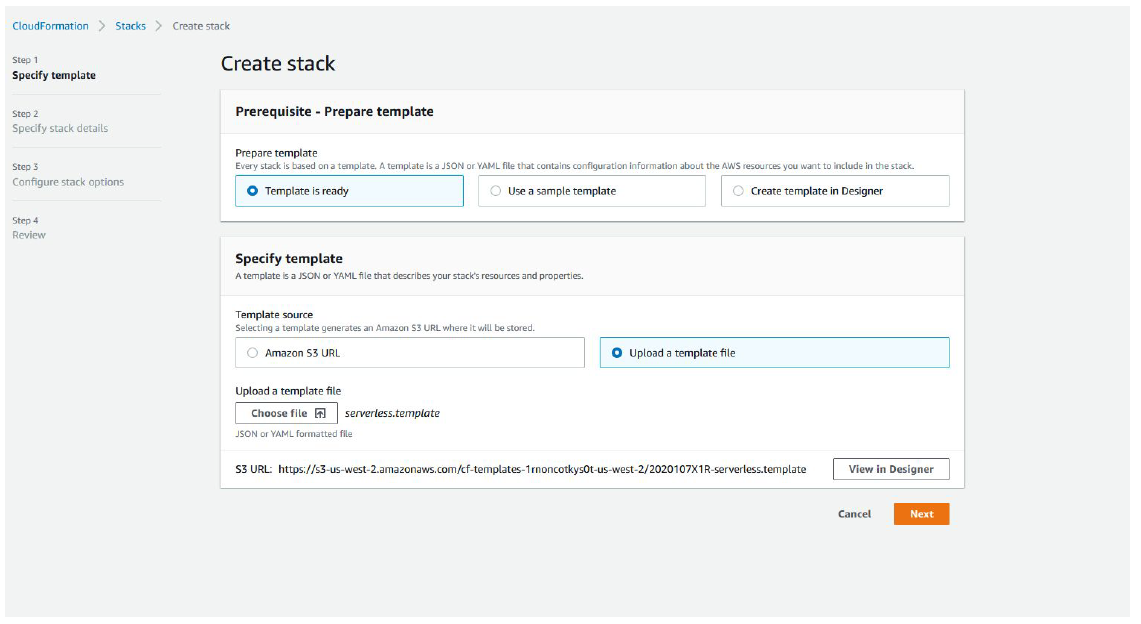 CloudFormation > Stacks > Create stack
Step 1
Specify template
Step 2
Specify stack details
Step 3
Configure stack options
Step 4
Review
Create stack
Prerequisite - Prepare template
Prepare template
Every stack is based on a template. A template is a JSON or YAML file that contains configuration information about the AWS resources you want to include in the stack.
Template is ready
Use a sample template
Create template in Designer
Specify template
A template is a JSON or YAML file that describes your stack's resources and properties.
Template source
Selecting a template generates an Amazon S3 URL where it will be stored.
Amazon S3 URL
Upload a template file
Upload a template file
Choose file serverless.template
JSON or YAML formatted file
S3 URL: https://s3-us-west-2.amazonaws.com/cf-templates-1rnoncotkys0t-us-west-2/2020107X1R-serverless.template View in Designer
Cancel Next